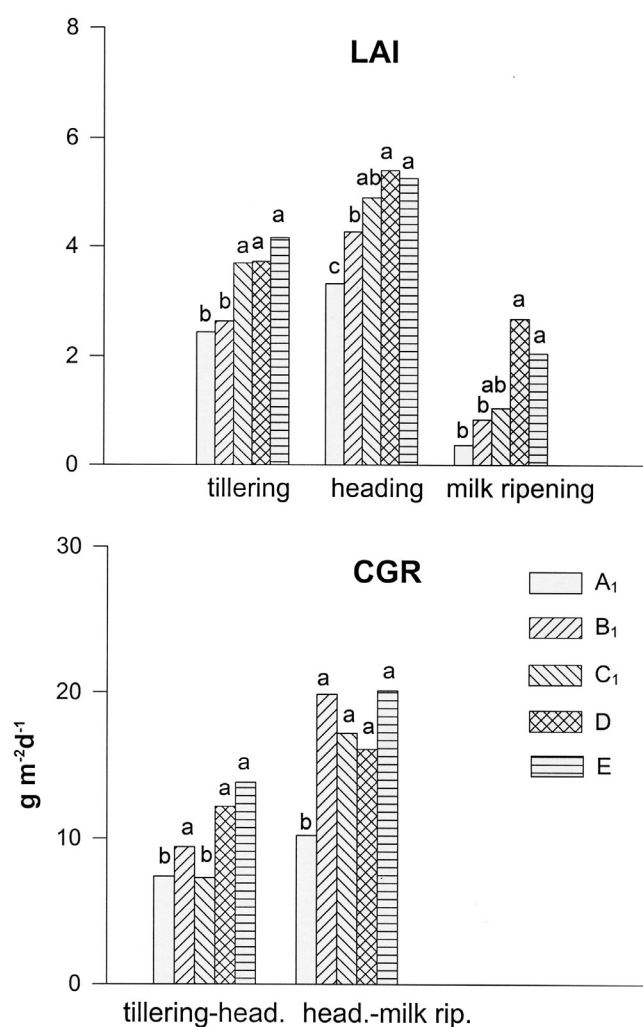 LAI
8
6
4
2
0
b
b
a
a
a
c
b
ab
a
a
b
b
ab
a
a
tillering
heading
milk ripening
CGR
g m⁻²d⁻¹
30
20
10
0
b
a
b
a
a
b
a
a
a
a
tillering-head.
head.-milk rip.
A₁
B₁
C₁
D
E